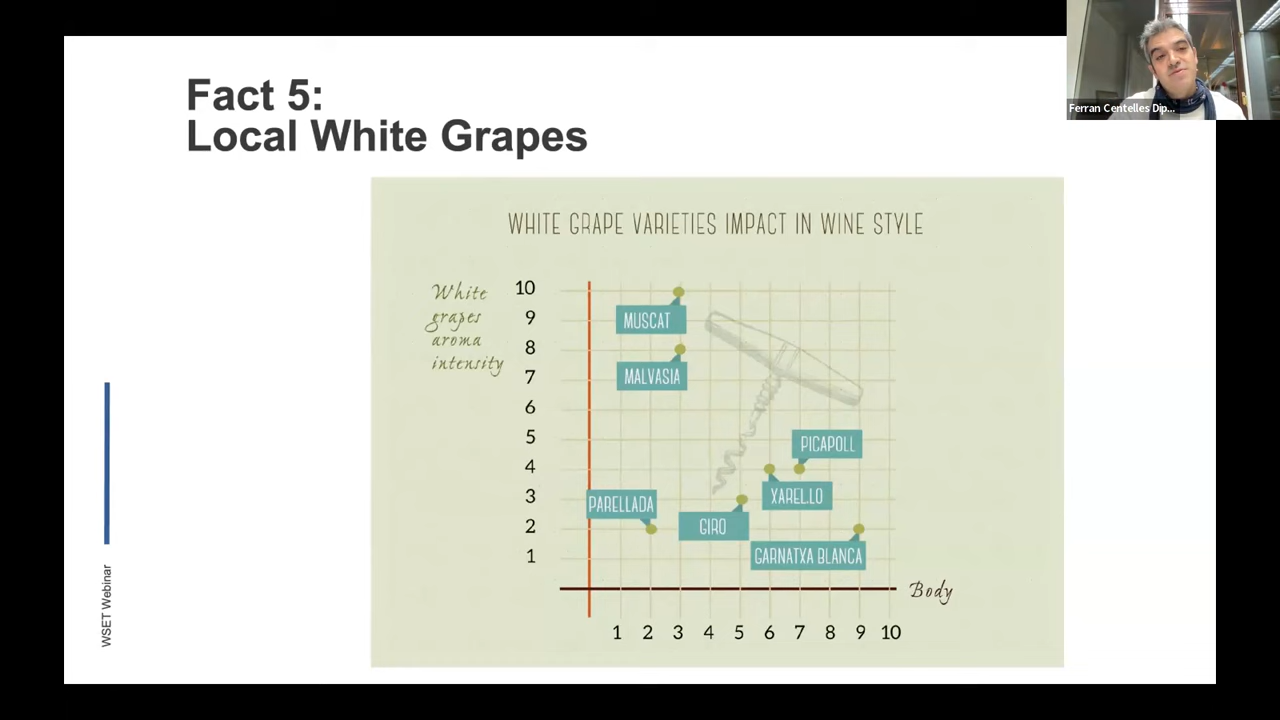 Fact 5:
Local White Grapes
Ferran Centelles Dip...
WHITE GRAPE VARIETIES IMPACT IN WINE STYLE
White
grapes
aroma
intensity
10
9
8
7
6
5
4
3
2
1
MUSCAT
MALVASIA
PICAPOLL
XAREL.LO
PARELLADA
GIRO
GARNATXA BLANCA
Body
1 2 3 4 5 6 7 8 9 10
WSET Webinar